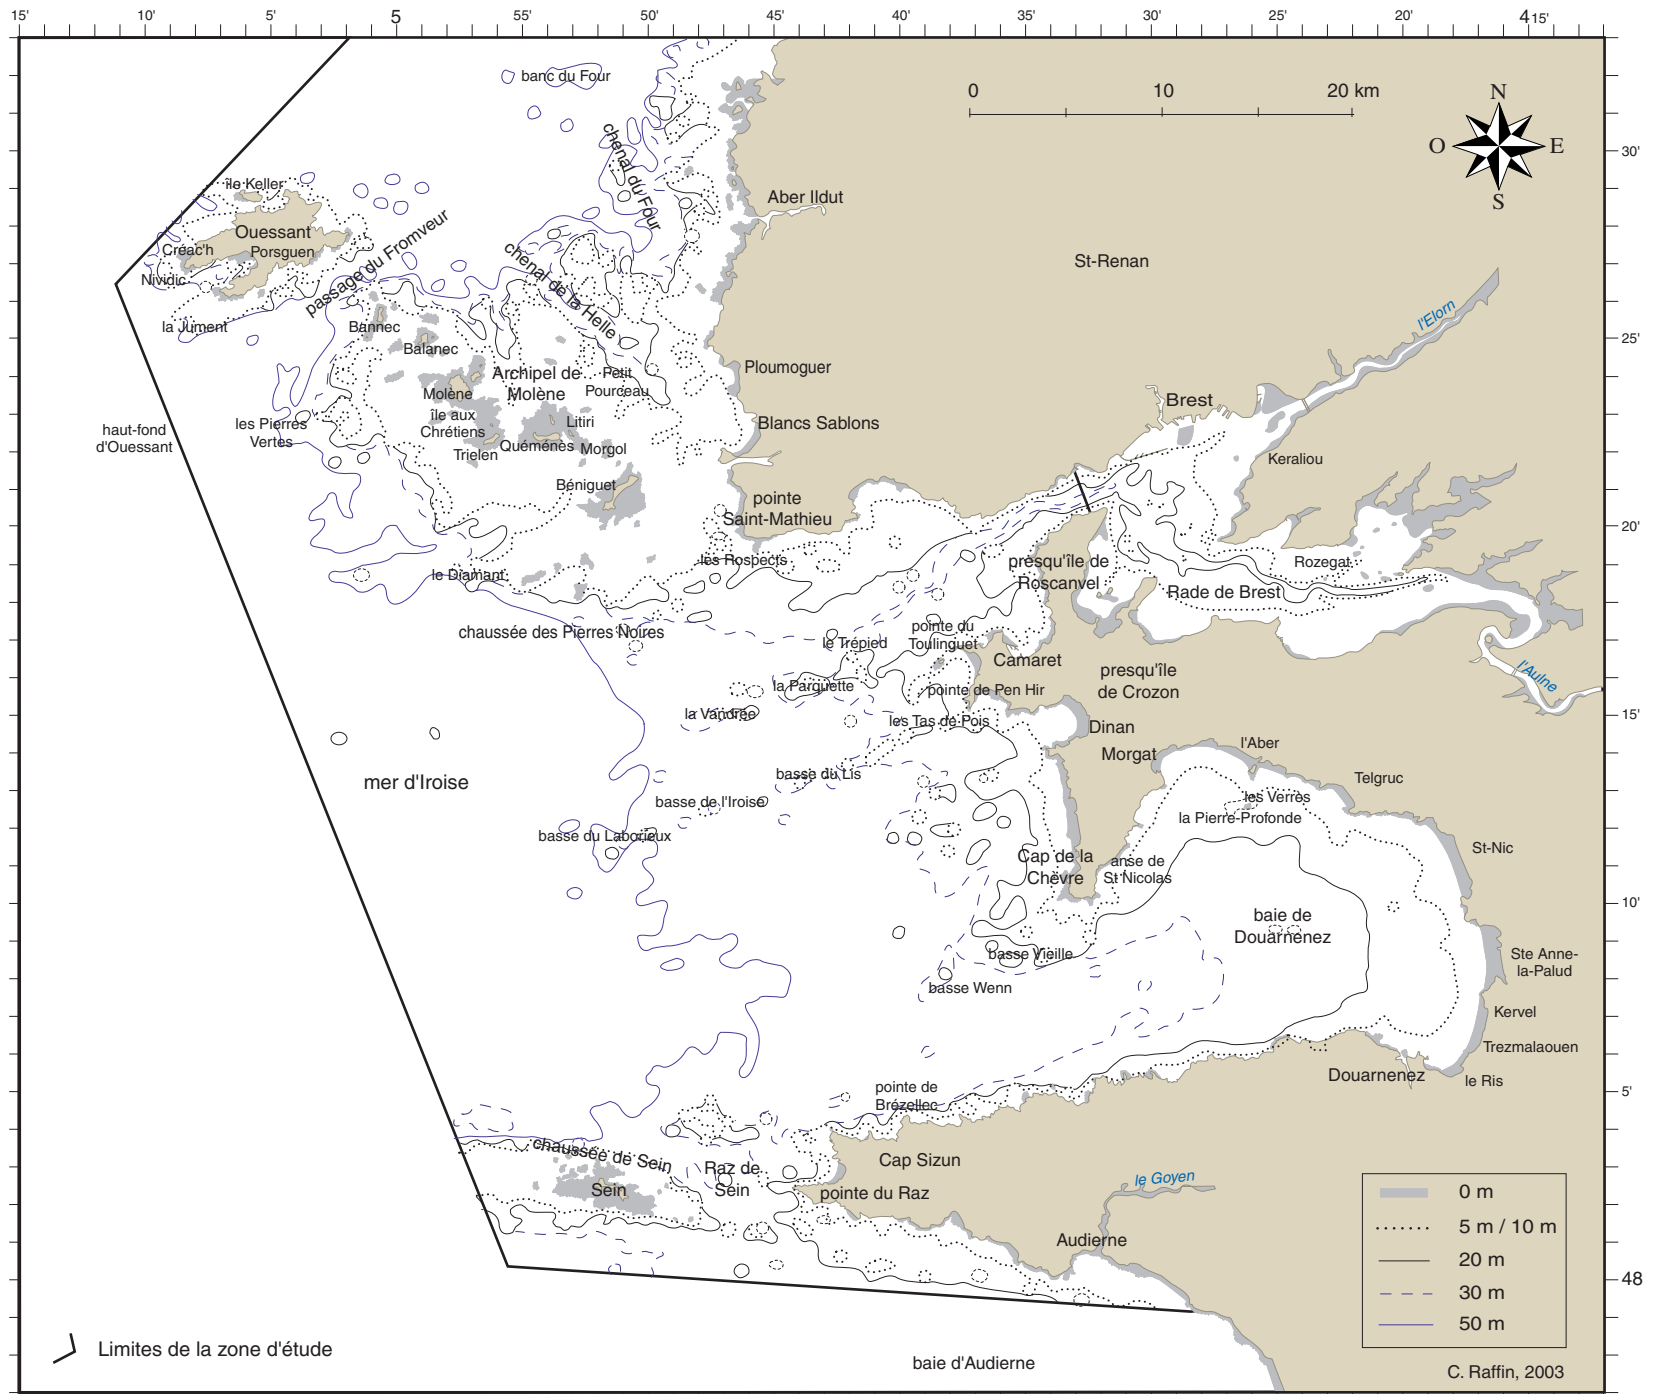 15'
10'
5'
5
55'
50'
45'
40'
35'
30'
25'
20'
4 15'
banc du Four
0
10
20 km
N
O
E
S
chenal du Four
30'
île Keller
Aber Ildut
Ouessant
Créac'h
Porsguen
passage du Fromveur
chenal de la Helle
St-Renan
Nividic
la Jument
Bannec
l'Elorn
25'
Balanec
Ploumoguer
Archipel de
Molène
Petit
Pourceau
Molène
Brest
île aux
Chrétiens
Litiri
les Pierres
Vertes
Blancs Sablons
haut-fond
d'Ouessant
Quéménès
Morgol
Trielen
Keraliou
Béniguet
pointe
Saint-Mathieu
20'
les Rospects
presqu'île de
Roscanvel
Rozegat
le Diamant
Rade de Brest
chaussée des Pierres Noires
pointe du
Toulinguet
le Trépied
Camaret
presqu'île
de Crozon
l'Aulne
la Parquette
pointe de Pen Hir
la Vandrée
les Tas de Pois
15'
Dinan
Morgat
l'Aber
mer d'Iroise
basse du Lis
Telgruc
basse de l'Iroise
les Verrès
la Pierre-Profonde
basse du Laborieux
St-Nic
Cap de la
Chèvre
anse de
St Nicolas
10'
baie de
Douarnenez
basse Vieille
Ste Anne-
la-Palud
basse Wenn
Kervel
Trezmalaouen
Douarnenez
le Ris
5'
pointe de
Brézellec
chaussée de Sein
Cap Sizun
Raz de
Sein
Sein
pointe du Raz
le Goyen
Audierne
0 m
5 m / 10 m
20 m
48
30 m
50 m
Limites de la zone d'étude
baie d'Audierne
C. Raffin, 2003